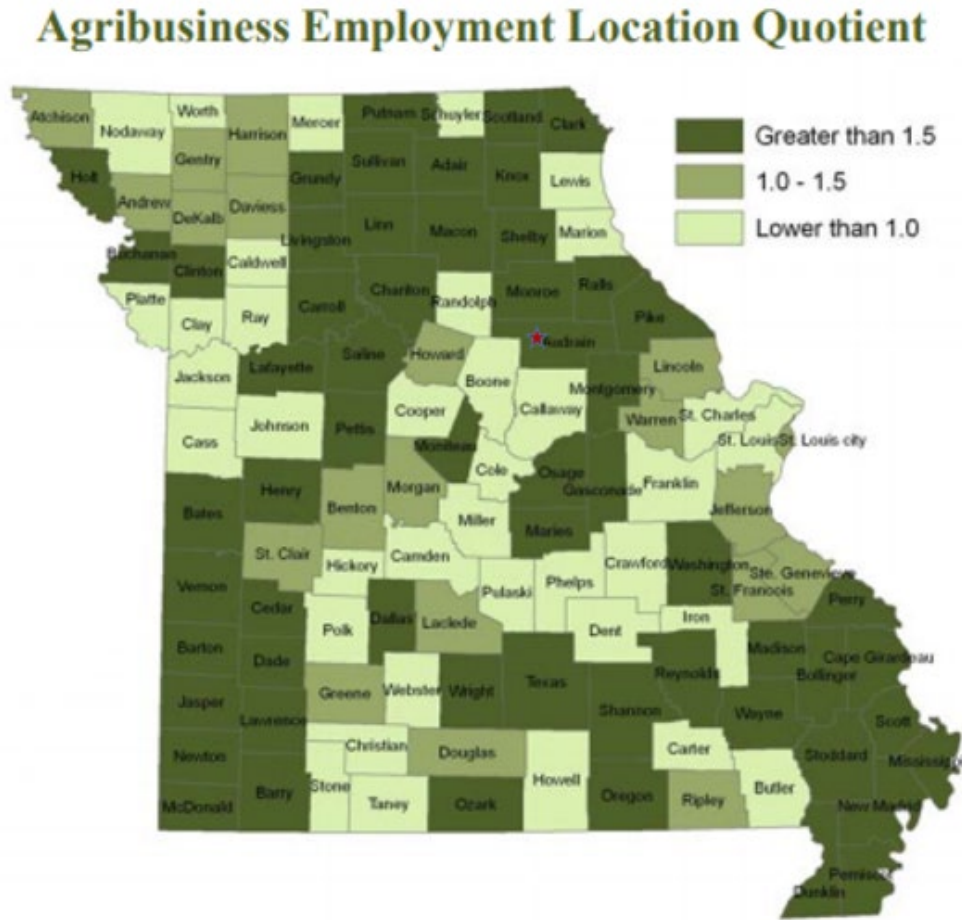 Agribusiness Employment Location Quotient
Greater than 1.5
1.0 - 1.5
Lower than 1.0
Atchison
Nodaway
Worth
Harrison
Mercer
Putnam
Schuyler
Scotland
Clark
Gentry
Holt
Andrew
DeKalb
Daviess
Grundy
Sullivan
Adair
Knox
Lewis
Buchanan
Clinton
Caldwell
Livingston
Linn
Macon
Shelby
Marion
Platte
Clay
Ray
Carroll
Chariton
Randolph
Monroe
Ralls
Pike
Jackson
Lafayette
Saline
Howard
Boone
Audrain
Callaway
Montgomery
Lincoln
Warren
St. Charles
St. Louis
St. Louis city
Cass
Johnson
Pettis
Cooper
Moniteau
Cole
Osage
Gasconade
Franklin
Jefferson
Bates
Henry
Benton
Morgan
Miller
Maries
St. Clair
Hickory
Camden
Pulaski
Phelps
Crawford
Washington
Ste. Genevieve
St. Francois
Perry
Vernon
Cedar
Polk
Dallas
Laclede
Dent
Iron
Madison
Cape Girardeau
Bollinger
Barton
Dade
Greene
Webster
Wright
Texas
Reynolds
Shannon
Wayne
Scott
Jasper
Lawrence
Christian
Douglas
Howell
Carter
Stoddard
Mississippi
Newton
Barry
Stone
Taney
Ozark
Oregon
Ripley
Butler
New Madrid
McDonald
Pemiscot
Dunklin